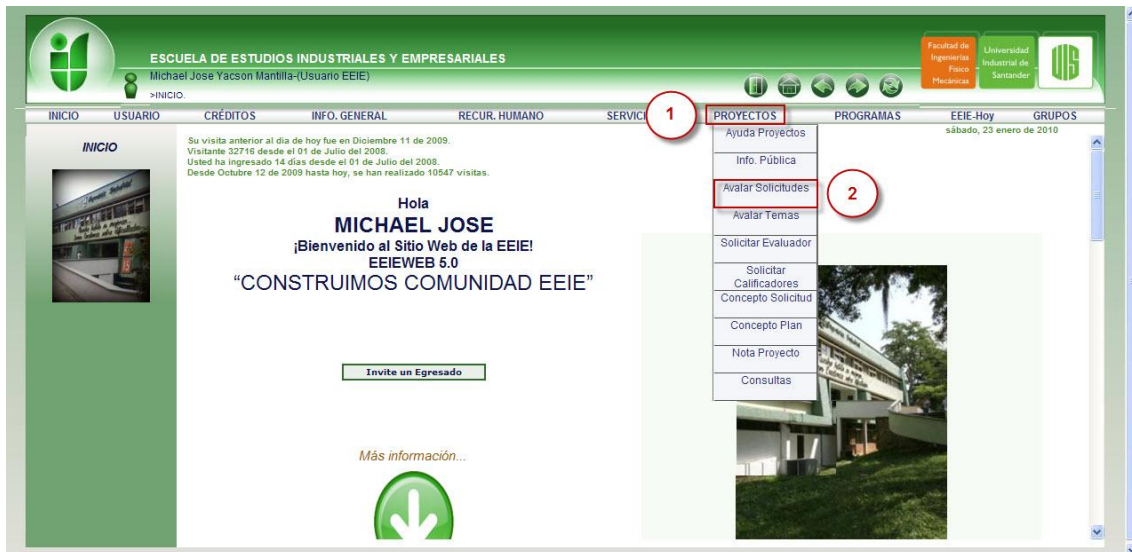 ESCUELA DE ESTUDIOS INDUSTRIALES Y EMPRESARIALES
Michael Jose Yacson Mantilla-(Usuario EEIE)
>INICIO.
Facultad de
Ingenierías
Físico
Mecánicas
Universidad
Industrial de
Santander
UIS
INICIO USUARIO CRÉDITOS INFO. GENERAL RECUR. HUMANO SERVICI 1 PROYECTOS PROGRAMAS EEIE-Hoy GRUPOS
sábado, 23 enero de 2010
INICIO
Su visita anterior al dia de hoy fue en Diciembre 11 de 2009.
Visitante 32716 desde el 01 de Julio del 2008.
Usted ha ingresado 14 días desde el 01 de Julio del 2008.
Desde Octubre 12 de 2009 hasta hoy, se han realizado 10547 visitas.
Hola
MICHAEL JOSE
¡Bienvenido al Sitio Web de la EEIE!
EEIEWEB 5.0
“CONSTRUIMOS COMUNIDAD EEIE”
Invite un Egresado
Más información...
Ayuda Proyectos
Info. Pública
Avalar Solicitudes
2
Avalar Temas
Solicitar Evaluador
Solicitar
Calificadores
Concepto Solicitud
Concepto Plan
Nota Proyecto
Consultas